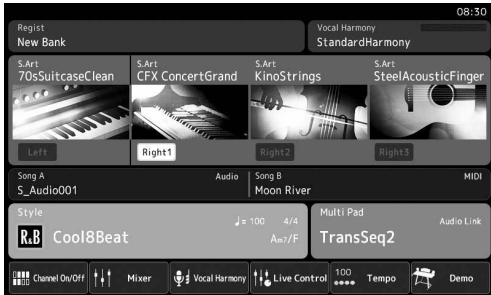 08:30
Regist
New Bank
Vocal Harmony
StandardHarmony
S.Art
70sSuitcaseClean
S.Art
CFX ConcertGrand
S.Art
KinoStrings
S.Art
SteelAcousticFinger
Left
Right1
Right2
Right3
Song A
Audio
S_Audio001
Song B
MIDI
Moon River
Style
♩= 100 4/4
R&B
Cool8Beat
Am7/F
Multi Pad
Audio Link
TransSeq2
Channel On/Off
Mixer
Vocal Harmony
Live Control
100
Tempo
Demo